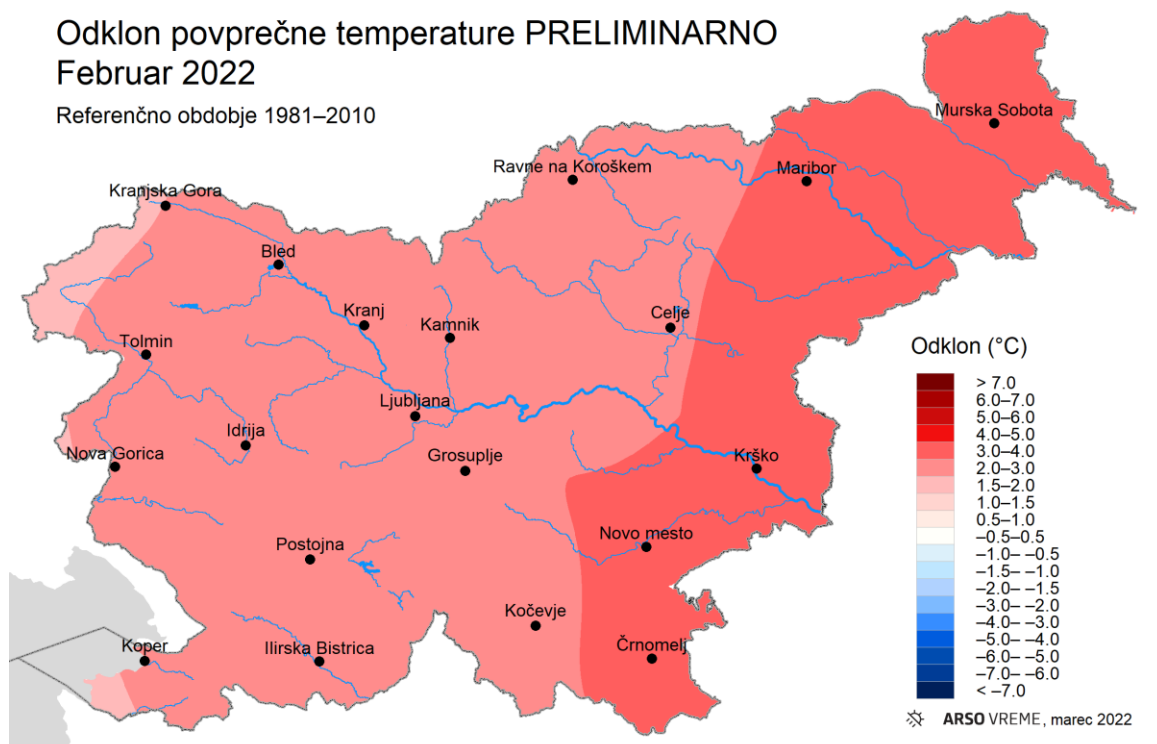 Odklon povprečne temperature PRELIMINARNO
Februar 2022
Referenčno obdobje 1981–2010
Murska Sobota
Ravne na Koroškem
Maribor
Kranjska Gora
Bled
Kranj
Kamnik
Celje
Tolmin
Ljubljana
Idrija
Nova Gorica
Grosuplje
Krško
Novo mesto
Postojna
Kočevje
Koper
Ilirska Bistrica
Črnomelj
Odklon (°C)
> 7.0
6.0–7.0
5.0–6.0
4.0–5.0
3.0–4.0
2.0–3.0
1.5–2.0
1.0–1.5
0.5–1.0
–0.5–0.5
–1.0– –0.5
–1.5– –1.0
–2.0– –1.5
–3.0– –2.0
–4.0– –3.0
–5.0– –4.0
–6.0– –5.0
–7.0– –6.0
< –7.0
ARSO VREME, marec 2022